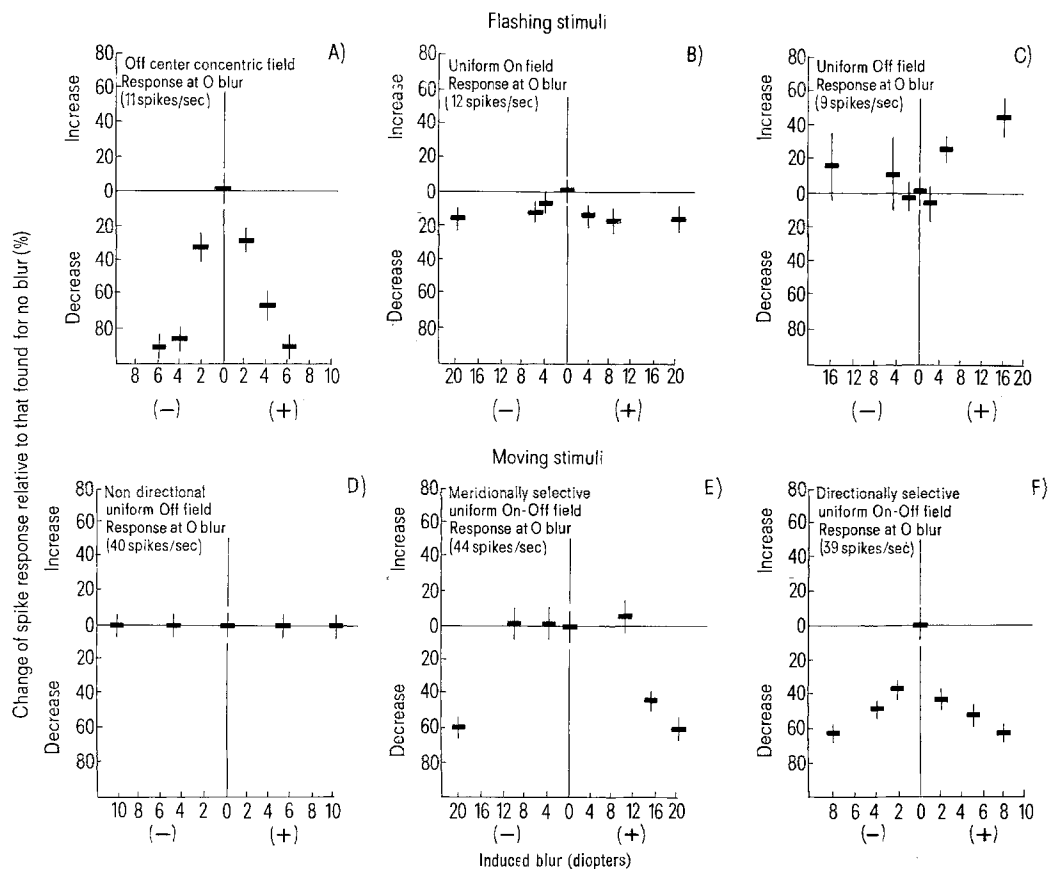 Flashing stimuli
A)
Off center concentric field
Response at O blur
(11 spikes/sec)
80
60
40
20
0
20
40
60
80
Increase
Decrease
8 6 4 2 0 2 4 6 8 10
(−) (+)
B)
Uniform On field
Response at O blur
(12 spikes/sec)
80
60
40
20
0
20
40
60
80
Increase
Decrease
20 12 8 4 0 4 8 12 16 20
(−) (+)
C)
Uniform Off field
Response at O blur
(9 spikes/sec)
80
60
40
20
0
20
40
60
80
Increase
Decrease
16 12 8 4 0 4 8 12 16 20
(−) (+)
Change of spike response relative to that found for no blur (%)
Moving stimuli
D)
Non directional
uniform Off field
Response at O blur
(40 spikes/sec)
80
60
40
20
0
20
40
60
80
Increase
Decrease
10 8 6 4 2 0 2 4 6 8 10
(−) (+)
E)
Meridionally selective
uniform On-Off field
Response at O blur
(44 spikes/sec)
80
60
40
20
0
20
40
60
80
Increase
Decrease
20 12 8 4 0 4 8 12 16 20
(−) (+)
F)
Directionally selective
uniform On-Off field
Response at O blur
(39 spikes/sec)
80
60
40
20
0
20
40
60
80
Increase
Decrease
8 6 4 2 0 2 4 6 8 10
(−) (+)
Induced blur (diopters)